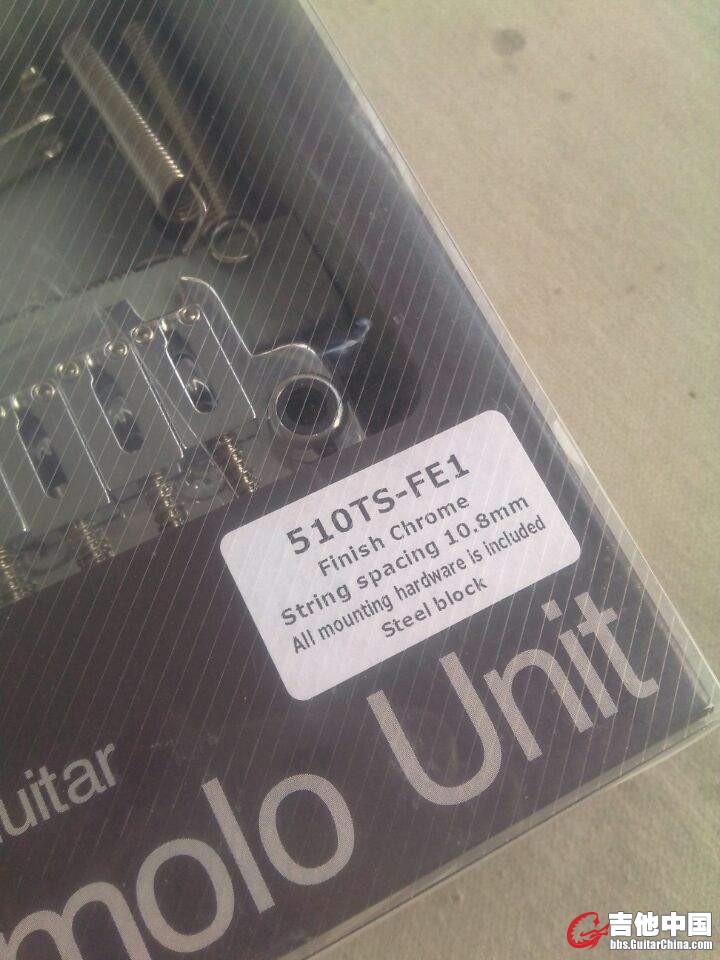 510TS-FE1
Finish Chrome
String spacing 10.8mm
All mounting hardware is included
Steel block
uitar
molo Unit
吉他中国
bbs.GuitarChina.com